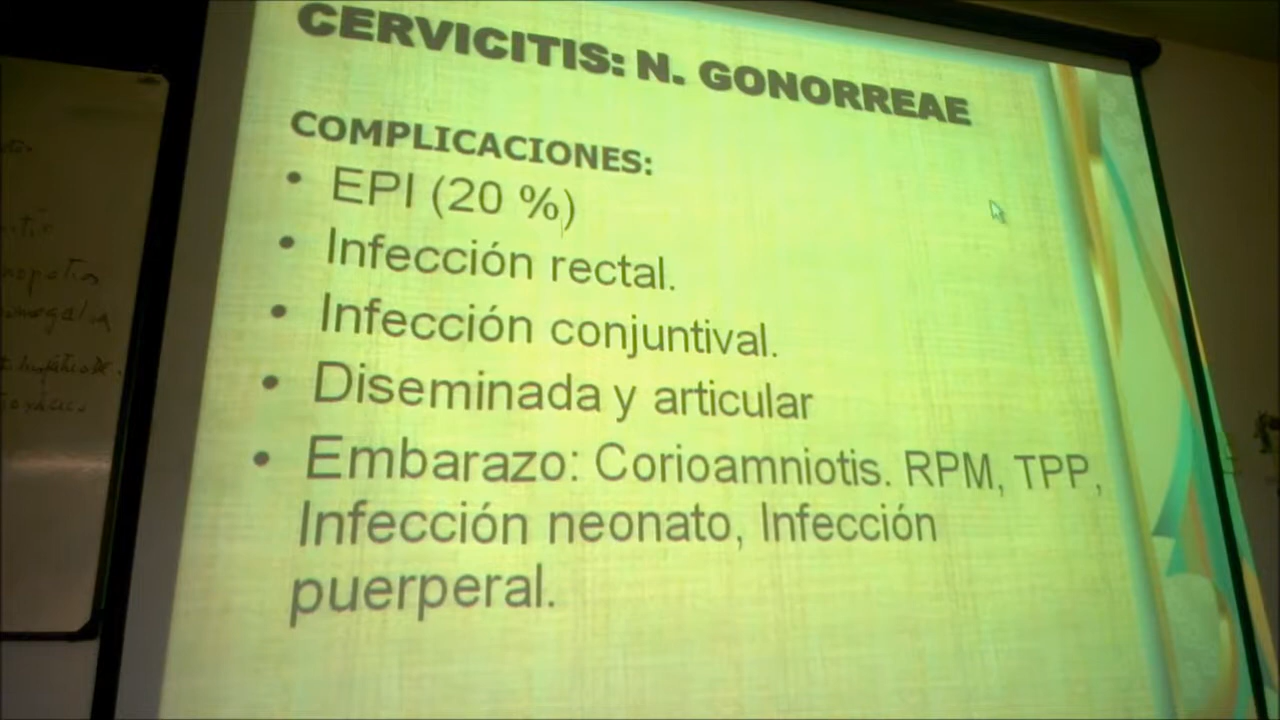 CERVICITIS: N. GONORREAE
COMPLICACIONES:
• EPI (20 %)
• Infección rectal.
• Infección conjuntival.
• Diseminada y articular
• Embarazo: Corioamniotis. RPM, TPP,
Infección neonato, Infección
puerperal.